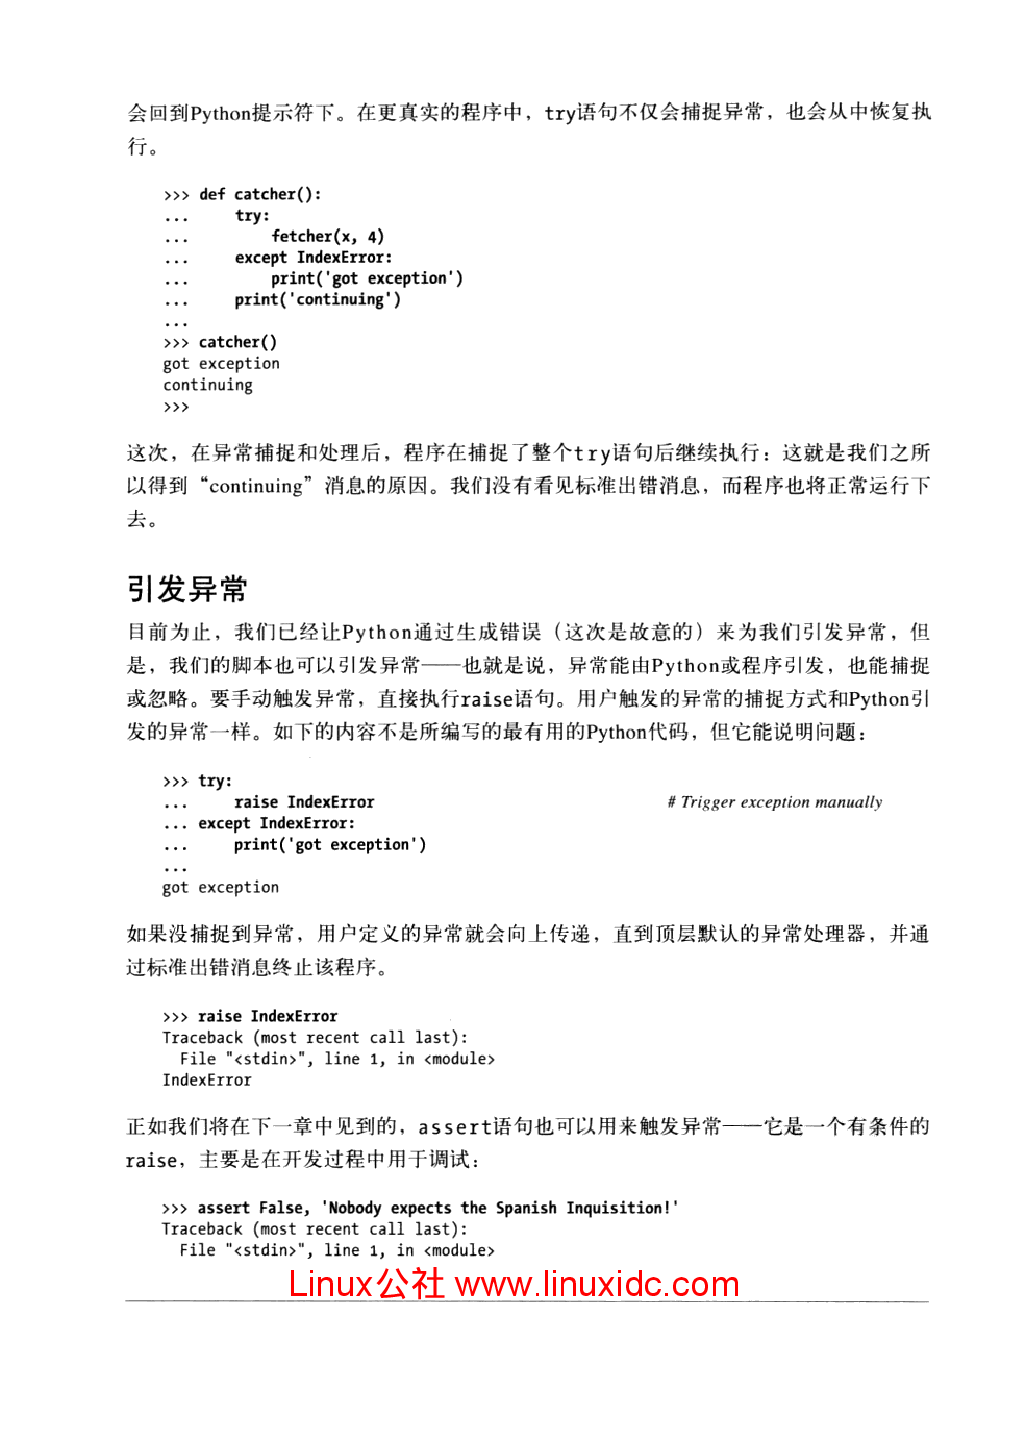 会回到Python提示符下。在更真实的程序中，try语句不仅会捕捉异常，也会从中恢复执
行。
>>> def catcher():
...     try:
...         fetcher(x, 4)
...     except IndexError:
...         print('got exception')
...     print('continuing')
...
>>> catcher()
got exception
continuing
>>>
这次，在异常捕捉和处理后，程序在捕捉了整个try语句后继续执行：这就是我们之所
以得到“continuing”消息的原因。我们没有看见标准出错消息，而程序也将正常运行下
去。
引发异常
目前为止，我们已经让Python通过生成错误（这次是故意的）来为我们引发异常，但
是，我们的脚本也可以引发异常——也就是说，异常能由Python或程序引发，也能捕捉
或忽略。要手动触发异常，直接执行raise语句。用户触发的异常的捕捉方式和Python引
发的异常一样。如下的内容不是所编写的最有用的Python代码，但它能说明问题：
>>> try:
...     raise IndexError                                # Trigger exception manually
... except IndexError:
...     print('got exception')
...
got exception
如果没捕捉到异常，用户定义的异常就会向上传递，直到顶层默认的异常处理器，并通
过标准出错消息终止该程序。
>>> raise IndexError
Traceback (most recent call last):
  File "<stdin>", line 1, in <module>
IndexError
正如我们将在下一章中见到的，assert语句也可以用来触发异常——它是一个有条件的
raise，主要是在开发过程中用于调试：
>>> assert False, 'Nobody expects the Spanish Inquisition!'
Traceback (most recent call last):
  File "<stdin>", line 1, in <module>
Linux公社 www.linuxidc.com